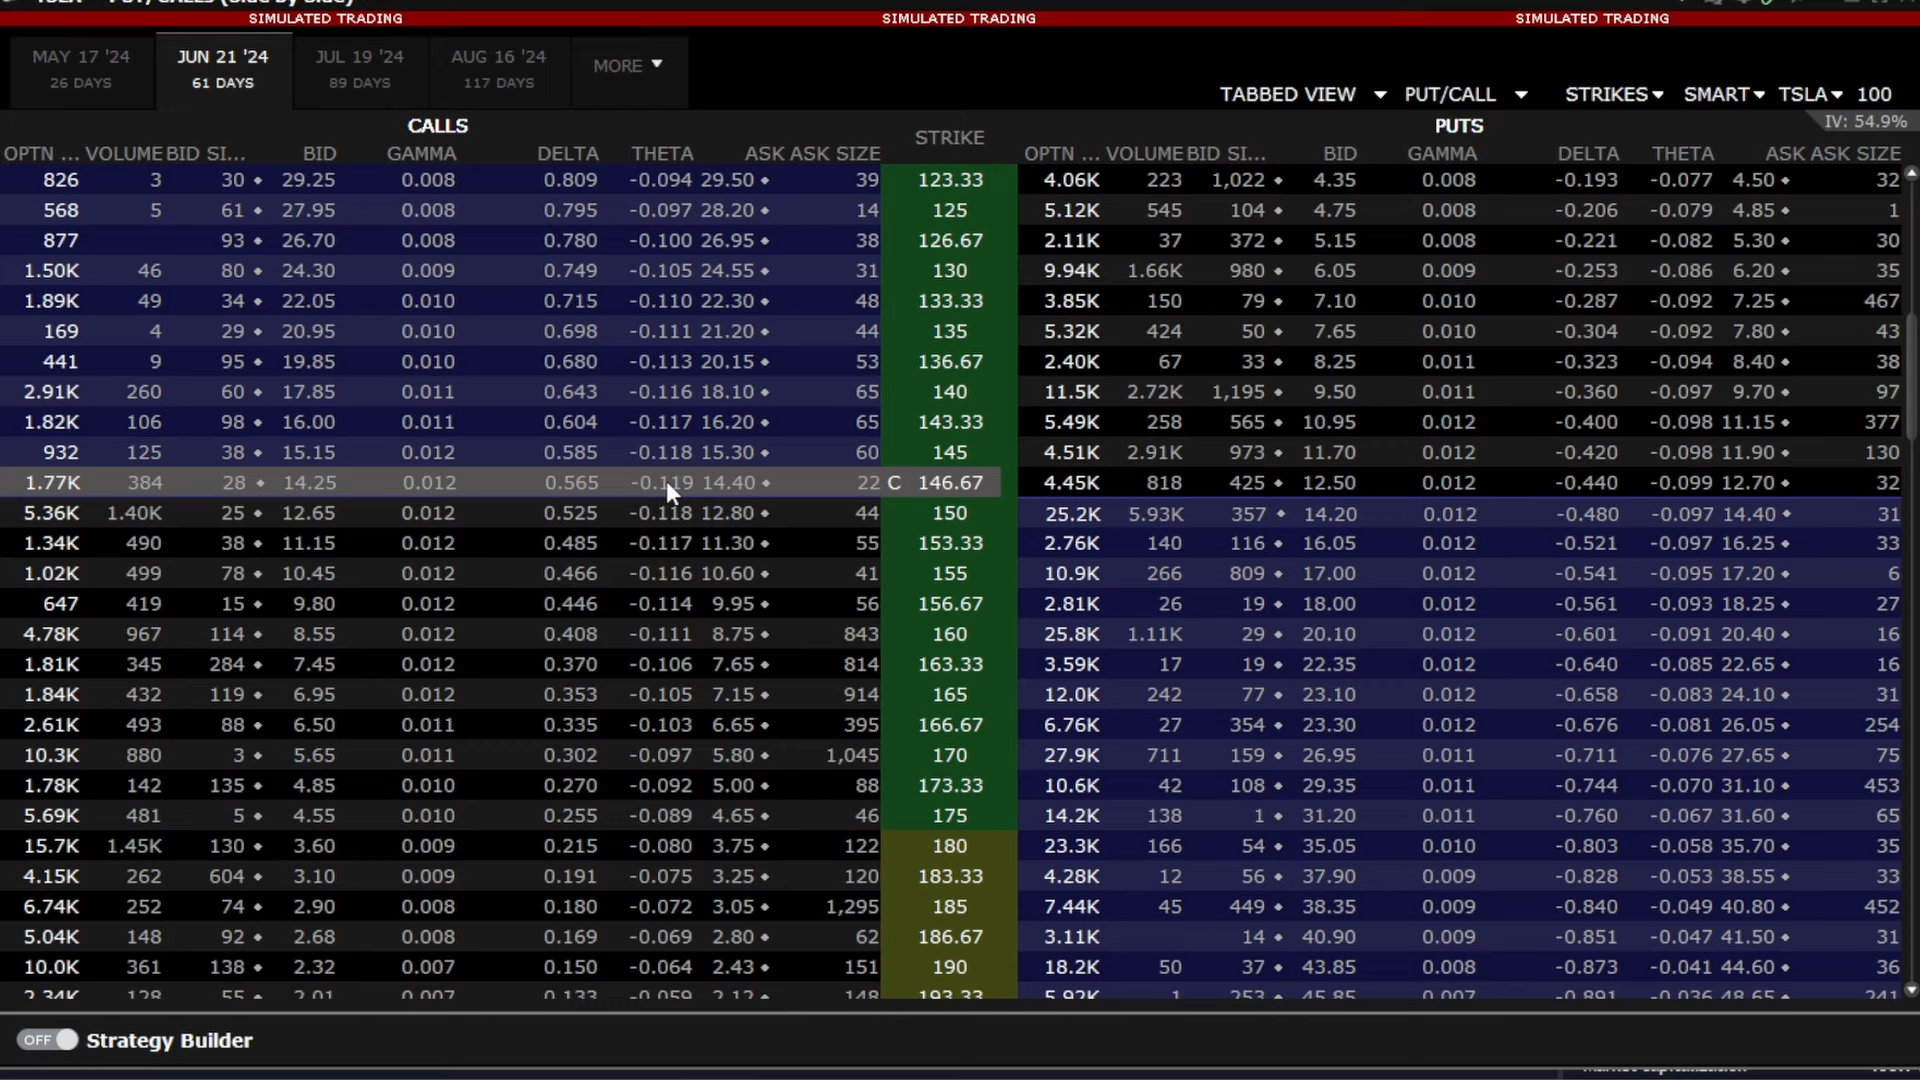 TSLA - PUT/CALLS (Side by Side)
SIMULATED TRADING SIMULATED TRADING SIMULATED TRADING
MAY 17 '24 JUN 21 '24 JUL 19 '24 AUG 16 '24 MORE
26 DAYS 61 DAYS 89 DAYS 117 DAYS
TABBED VIEW PUT/CALL STRIKES SMART TSLA 100
CALLS STRIKE PUTS IV: 54.9%
OPTN ... VOLUME BID SI... BID GAMMA DELTA THETA ASK ASK SIZE OPTN ... VOLUME BID SI... BID GAMMA DELTA THETA ASK ASK SIZE
826 3 30 29.25 0.008 0.809 -0.094 29.50 39 123.33 4.06K 223 1,022 4.35 0.008 -0.193 -0.077 4.50 32
568 5 61 27.95 0.008 0.795 -0.097 28.20 14 125 5.12K 545 104 4.75 0.008 -0.206 -0.079 4.85 1
877 93 26.70 0.008 0.780 -0.100 26.95 38 126.67 2.11K 37 372 5.15 0.008 -0.221 -0.082 5.30 30
1.50K 46 80 24.30 0.009 0.749 -0.105 24.55 31 130 9.94K 1.66K 980 6.05 0.009 -0.253 -0.086 6.20 35
1.89K 49 34 22.05 0.010 0.715 -0.110 22.30 48 133.33 3.85K 150 79 7.10 0.010 -0.287 -0.092 7.25 467
169 4 29 20.95 0.010 0.698 -0.111 21.20 44 135 5.32K 424 50 7.65 0.010 -0.304 -0.092 7.80 43
441 9 95 19.85 0.010 0.680 -0.113 20.15 53 136.67 2.40K 67 33 8.25 0.011 -0.323 -0.094 8.40 38
2.91K 260 60 17.85 0.011 0.643 -0.116 18.10 65 140 11.5K 2.72K 1,195 9.50 0.011 -0.360 -0.097 9.70 97
1.82K 106 98 16.00 0.011 0.604 -0.117 16.20 65 143.33 5.49K 258 565 10.95 0.012 -0.400 -0.098 11.15 377
932 125 38 15.15 0.012 0.585 -0.118 15.30 60 145 4.51K 2.91K 973 11.70 0.012 -0.420 -0.098 11.90 130
1.77K 384 28 14.25 0.012 0.565 -0.119 14.40 22 C 146.67 4.45K 818 425 12.50 0.012 -0.440 -0.099 12.70 32
5.36K 1.40K 25 12.65 0.012 0.525 -0.118 12.80 44 150 25.2K 5.93K 357 14.20 0.012 -0.480 -0.097 14.40 31
1.34K 490 38 11.15 0.012 0.485 -0.117 11.30 55 153.33 2.76K 140 116 16.05 0.012 -0.521 -0.097 16.25 33
1.02K 499 78 10.45 0.012 0.466 -0.116 10.60 41 155 10.9K 266 809 17.00 0.012 -0.541 -0.095 17.20 6
647 419 15 9.80 0.012 0.446 -0.114 9.95 56 156.67 2.81K 26 19 18.00 0.012 -0.561 -0.093 18.25 27
4.78K 967 114 8.55 0.012 0.408 -0.111 8.75 843 160 25.8K 1.11K 29 20.10 0.012 -0.601 -0.091 20.40 16
1.81K 345 284 7.45 0.012 0.370 -0.106 7.65 814 163.33 3.59K 17 19 22.35 0.012 -0.640 -0.085 22.65 16
1.84K 432 119 6.95 0.012 0.353 -0.105 7.15 914 165 12.0K 242 77 23.10 0.012 -0.658 -0.083 24.10 31
2.61K 493 88 6.50 0.011 0.335 -0.103 6.65 395 166.67 6.76K 27 354 23.30 0.012 -0.676 -0.081 26.05 254
10.3K 880 3 5.65 0.011 0.302 -0.097 5.80 1,045 170 27.9K 711 159 26.95 0.011 -0.711 -0.076 27.65 75
1.78K 142 135 4.85 0.010 0.270 -0.092 5.00 88 173.33 10.6K 42 108 29.35 0.011 -0.744 -0.070 31.10 453
5.69K 481 5 4.55 0.010 0.255 -0.089 4.65 46 175 14.2K 138 1 31.20 0.011 -0.760 -0.067 31.60 65
15.7K 1.45K 130 3.60 0.009 0.215 -0.080 3.75 122 180 23.3K 166 54 35.05 0.010 -0.803 -0.058 35.70 35
4.15K 262 604 3.10 0.009 0.191 -0.075 3.25 120 183.33 4.28K 12 56 37.90 0.009 -0.828 -0.053 38.55 33
6.74K 252 74 2.90 0.008 0.180 -0.072 3.05 1,295 185 7.44K 45 449 38.35 0.009 -0.840 -0.049 40.80 452
5.04K 148 92 2.68 0.008 0.169 -0.069 2.80 62 186.67 3.11K 14 40.90 0.009 -0.851 -0.047 41.50 31
10.0K 361 138 2.32 0.007 0.150 -0.064 2.43 151 190 18.2K 50 37 43.85 0.008 -0.873 -0.041 44.60 36
2.34K 128 55 2.01 0.007 0.133 -0.059 2.12 148 193.33 5.92K 1 253 45.85 0.007 -0.891 -0.036 48.65 241
OFF Strategy Builder